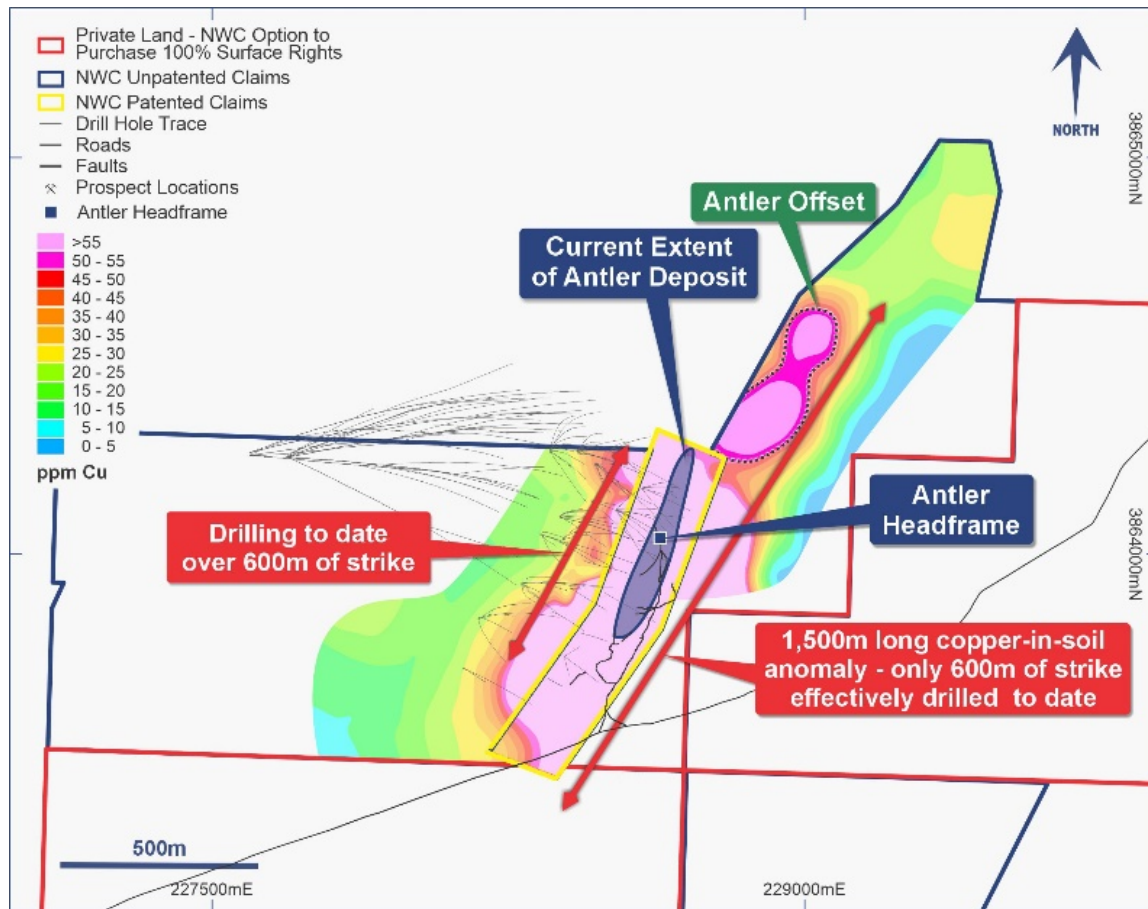 Private Land - NWC Option to
Purchase 100% Surface Rights
NWC Unpatented Claims
NWC Patented Claims
Drill Hole Trace
Roads
Faults
Prospect Locations
Antler Headframe
>55
50 - 55
45 - 50
40 - 45
35 - 40
30 - 35
25 - 30
20 - 25
15 - 20
10 - 15
5 - 10
0 - 5
ppm Cu
NORTH
3865000mN
Antler Offset
Current Extent
of Antler Deposit
Antler
Headframe
3864000mN
Drilling to date
over 600m of strike
1,500m long copper-in-soil
anomaly - only 600m of strike
effectively drilled to date
500m
227500mE
229000mE